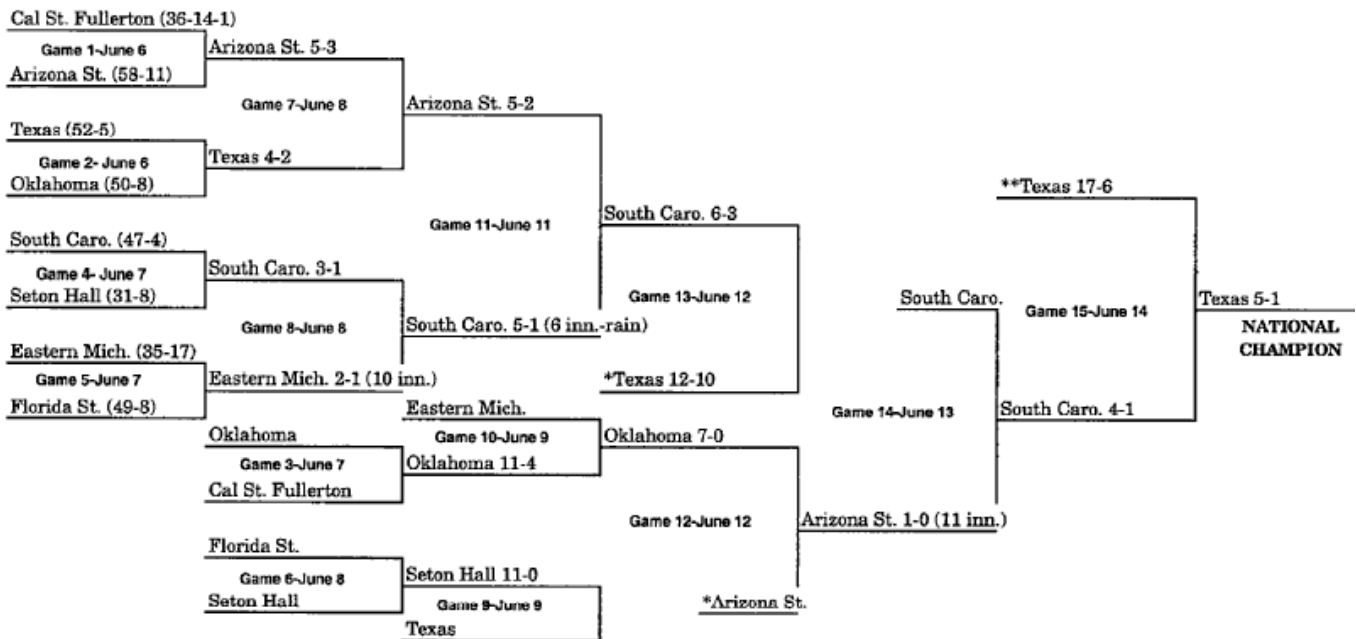 Cal St. Fullerton (36-14-1)
Game 1-June 6
Arizona St. (58-11)
Arizona St. 5-3
Game 7-June 8
Arizona St. 5-2
Texas (52-5)
Game 2- June 6
Oklahoma (50-8)
Texas 4-2
**Texas 17-6
Game 11-June 11
South Caro. 6-3
South Caro. (47-4)
Game 4- June 7
Seton Hall (31-8)
South Caro. 3-1
Game 8-June 8
South Caro. 5-1 (6 inn.-rain)
Game 13-June 12
South Caro.
Game 15-June 14
Texas 5-1
NATIONAL
CHAMPION
Eastern Mich. (35-17)
Game 5-June 7
Florida St. (49-8)
Eastern Mich. 2-1 (10 inn.)
*Texas 12-10
Eastern Mich.
Game 14-June 13
South Caro. 4-1
Oklahoma
Game 10-June 9
Oklahoma 7-0
Game 3-June 7
Oklahoma 11-4
Cal St. Fullerton
Game 12-June 12
Arizona St. 1-0 (11 inn.)
Florida St.
Game 6-June 8
Seton Hall 11-0
Seton Hall
Game 9-June 9
*Arizona St.
Texas